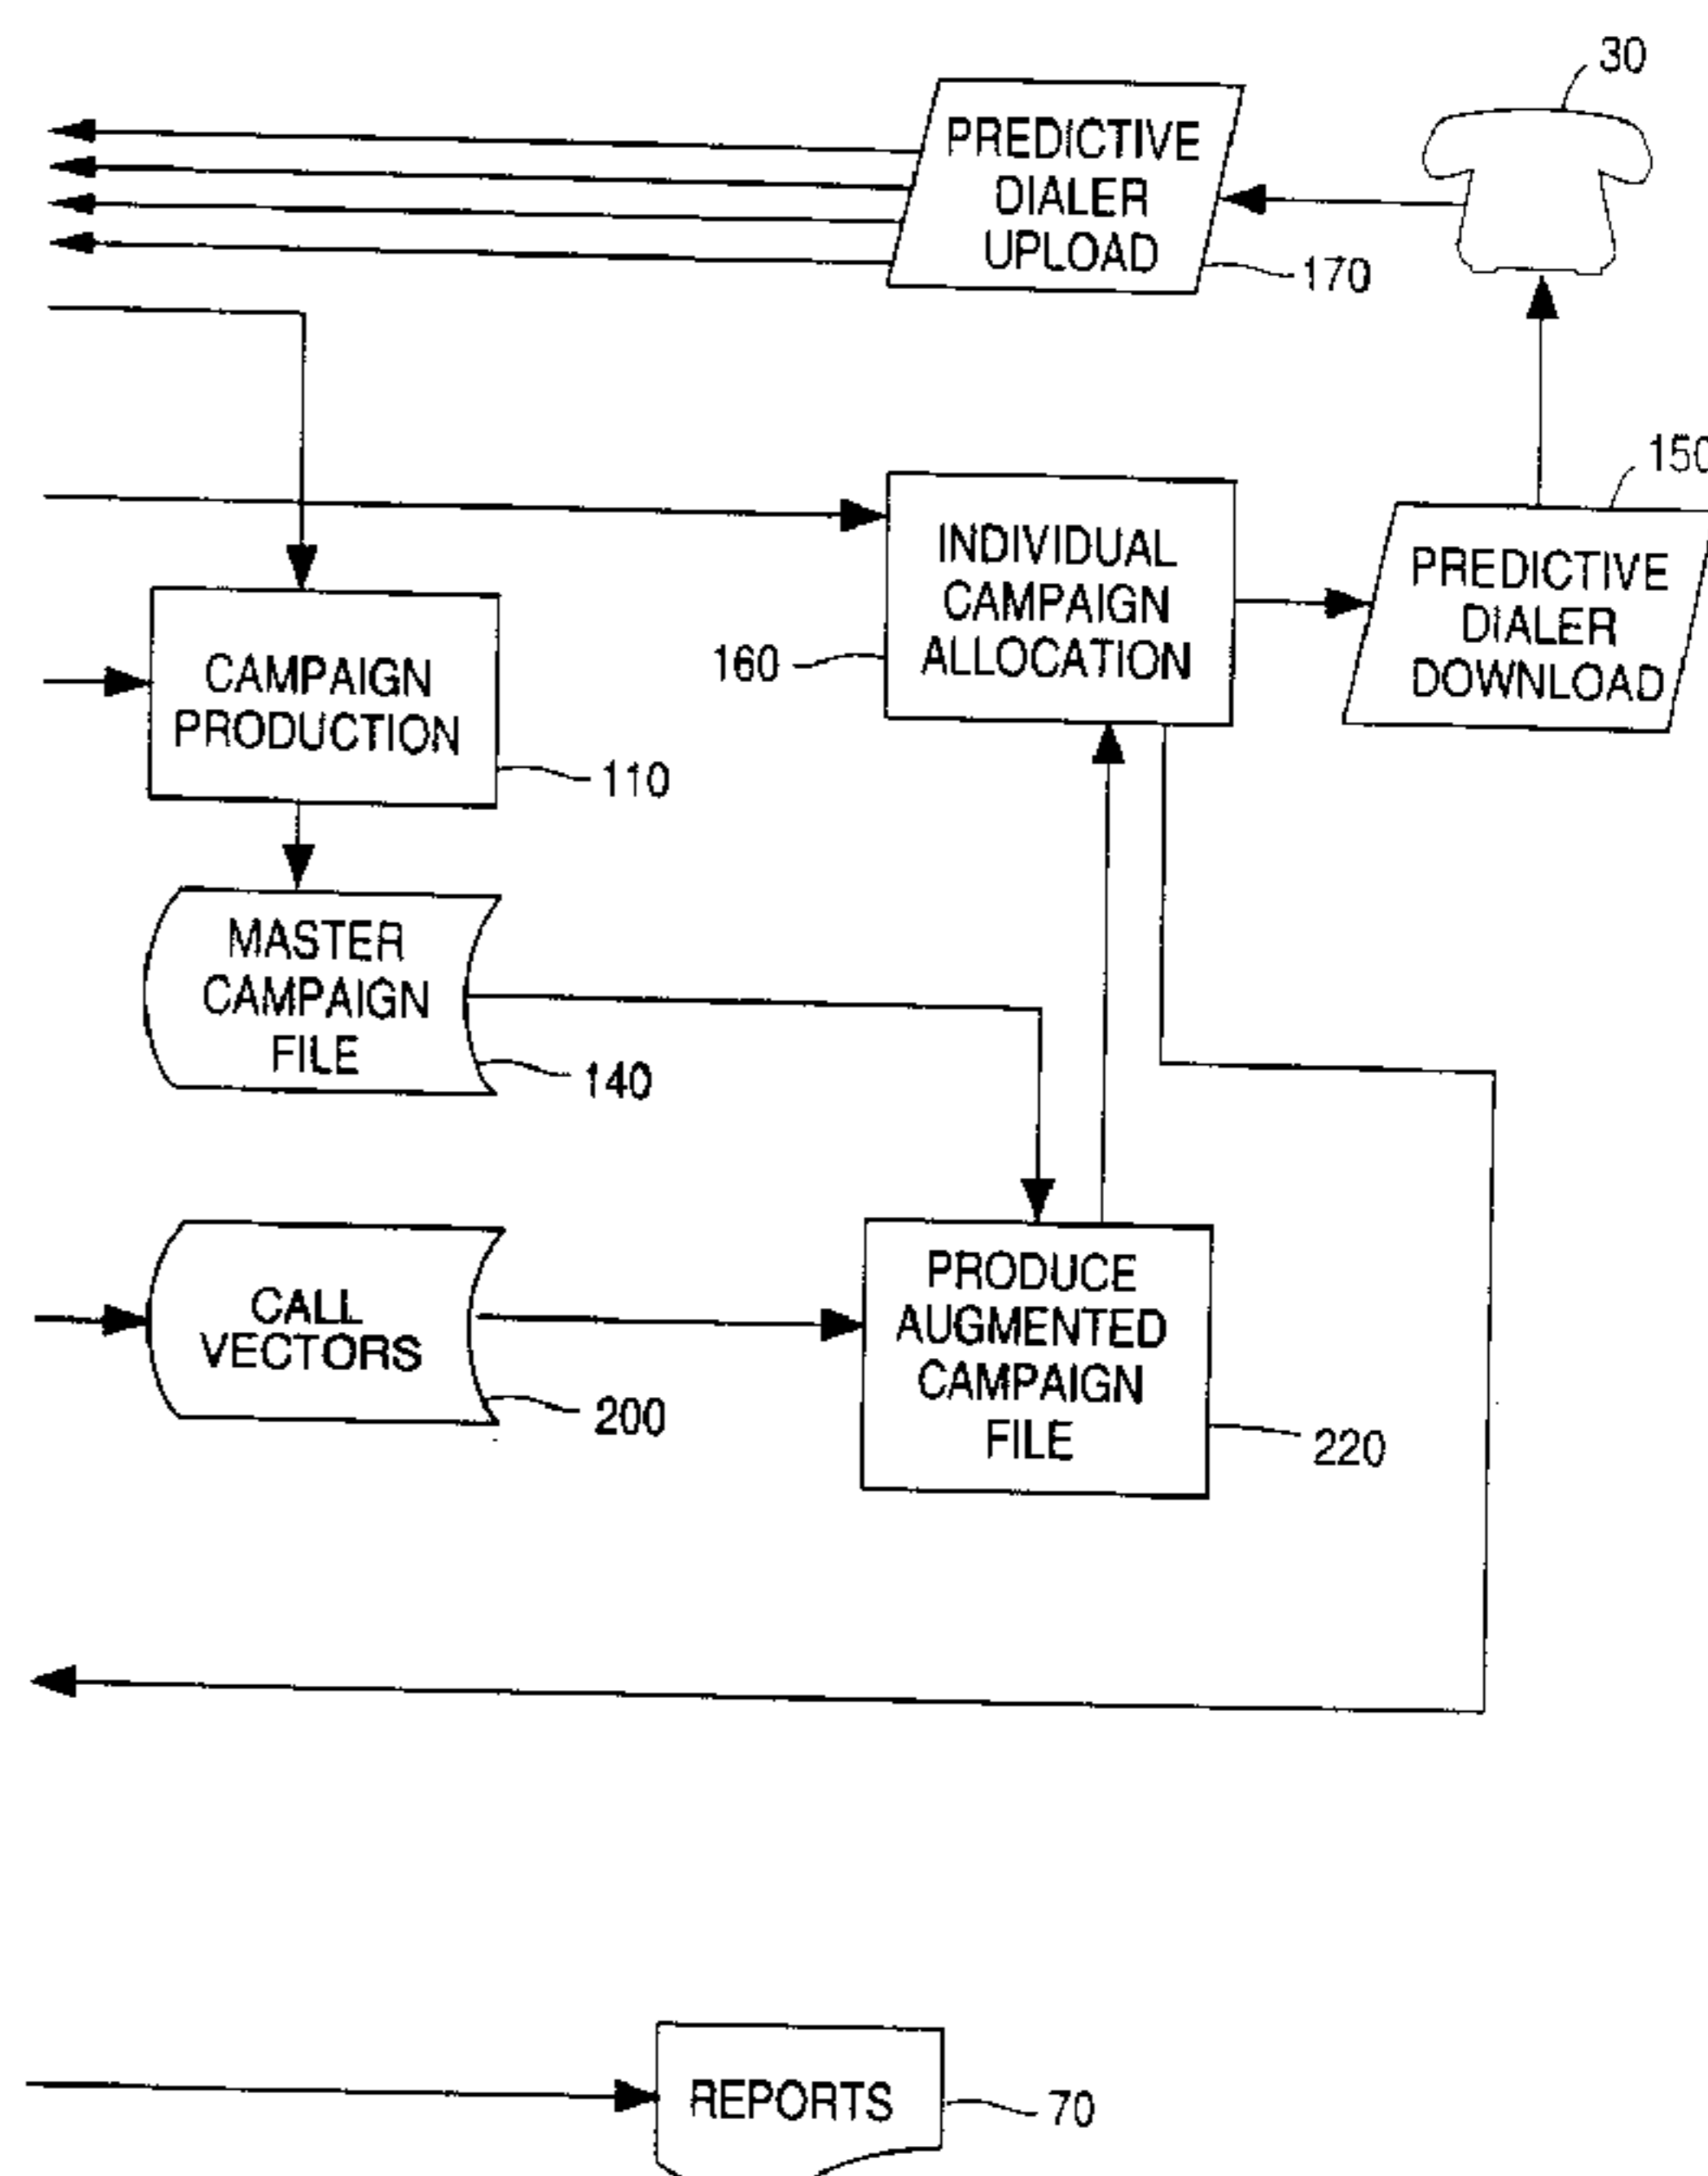 30
PREDICTIVE
DIALER
UPLOAD
170
150
INDIVIDUAL
CAMPAIGN
ALLOCATION
160
PREDICTIVE
DIALER
DOWNLOAD
CAMPAIGN
PRODUCTION
110
MASTER
CAMPAIGN
FILE
140
CALL
VECTORS
200
PRODUCE
AUGMENTED
CAMPAIGN
FILE
220
REPORTS
70